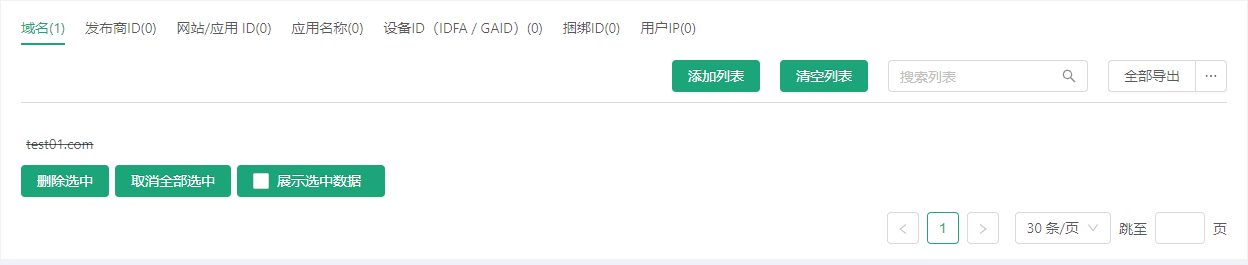 域名(1) 发布商ID(0) 网站/应用 ID(0) 应用名称(0) 设备ID（IDFA / GAID）(0) 捆绑ID(0) 用户IP(0)
添加列表 清空列表 搜索列表 全部导出 ···
test01.com
删除选中 取消全部选中 展示选中数据
< 1 > 30 条/页 跳至 页